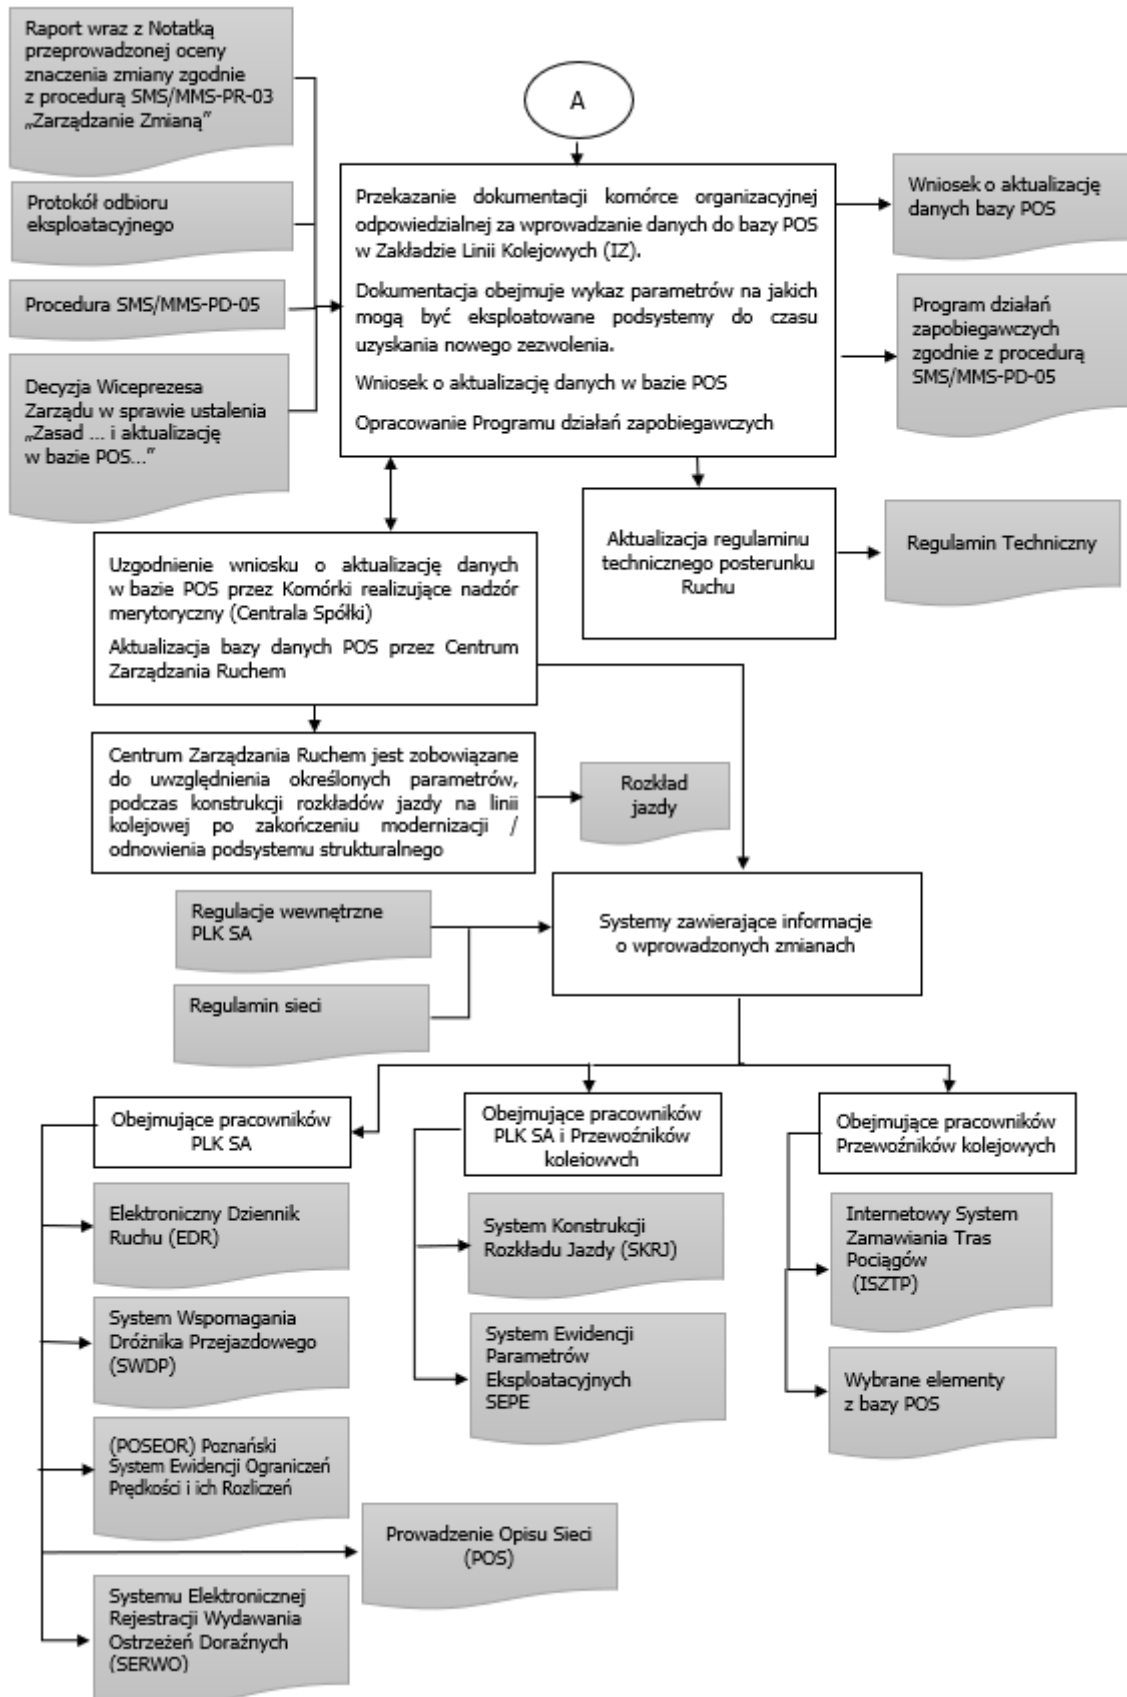 Raport wraz z Notatką
przeprowadzonej oceny
znaczenia zmiany zgodnie
z procedurą SMS/MMS-PR-03
„Zarządzanie Zmianą”
A
Protokół odbioru
eksploatacyjnego
Procedura SMS/MMS-PD-05
Decyzja Wiceprezesa
Zarządu w sprawie ustalenia
„Zasad ... i aktualizację
w bazie POS...”
Przekazanie dokumentacji komórce organizacyjnej
odpowiedzialnej za wprowadzanie danych do bazy POS
w Zakładzie Linii Kolejowych (IZ).
Dokumentacja obejmuje wykaz parametrów na jakich
mogą być eksploatowane podsystemy do czasu
uzyskania nowego zezwolenia.
Wniosek o aktualizację danych w bazie POS
Opracowanie Programu działań zapobiegawczych
Wniosek o aktualizację
danych bazy POS
Program działań
zapobiegawczych
zgodnie z procedurą
SMS/MMS-PD-05
Uzgodnienie wniosku o aktualizację danych
w bazie POS przez Komórki realizujące nadzór
merytoryczny (Centrala Spółki)
Aktualizacja bazy danych POS przez Centrum
Zarządzania Ruchem
Aktualizacja regulaminu
technicznego posterunku
Ruchu
Regulamin Techniczny
Centrum Zarządzania Ruchem jest zobowiązane
do uwzględnienia określonych parametrów,
podczas konstrukcji rozkładów jazdy na linii
kolejowej po zakończeniu modernizacji /
odnowienia podsystemu strukturalnego
Rozkład
jazdy
Regulacje wewnętrzne
PLK SA
Regulamin sieci
Systemy zawierające informacje
o wprowadzonych zmianach
Obejmujące pracowników
PLK SA
Obejmujące pracowników
PLK SA i Przewoźników
kolejowych
Obejmujące pracowników
Przewoźników kolejowych
Elektroniczny Dziennik
Ruchu (EDR)
System Wspomagania
Dróżnika Przejazdowego
(SWDP)
(POSEOR) Poznański
System Ewidencji Ograniczeń
Prędkości i ich Rozliczeń
Prowadzenie Opisu Sieci
(POS)
Systemu Elektronicznej
Rejestracji Wydawania
Ostrzeżeń Doraźnych
(SERWO)
System Konstrukcji
Rozkładu Jazdy (SKRJ)
System Ewidencji
Parametrów
Eksploatacyjnych
SEPE
Internetowy System
Zamawiania Tras
Pociągów
(ISZTP)
Wybrane elementy
z bazy POS